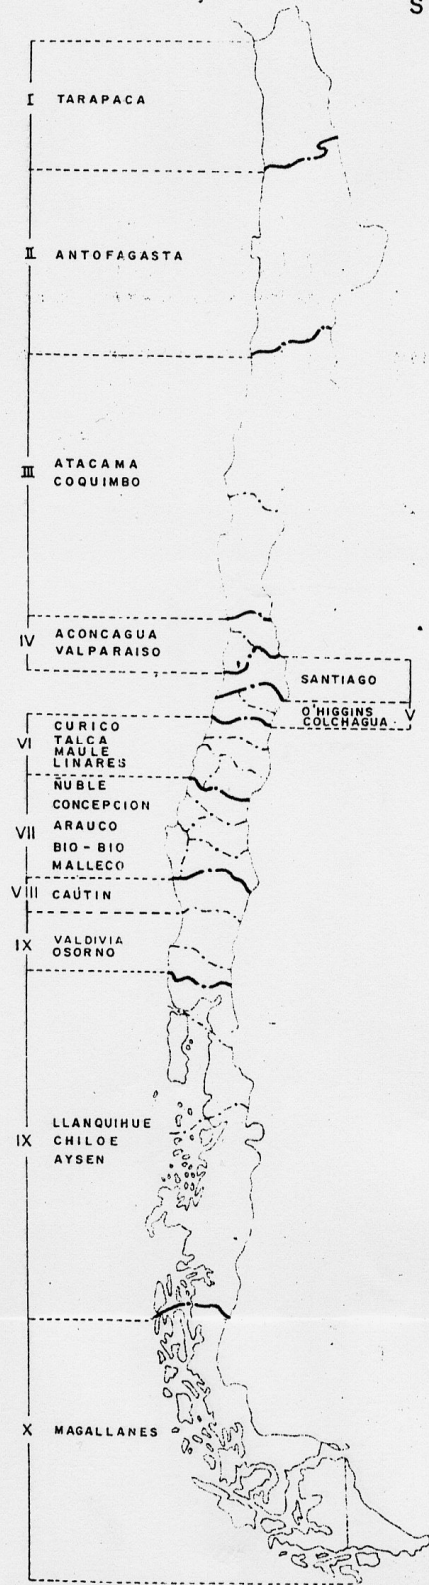 S
I TARAPACA
II ANTOFAGASTA
III ATACAMA
COQUIMBO
IV ACONCAGUA
VALPARAISO
SANTIAGO
O'HIGGINS
COLCHAGUA
V
VI CURICO
TALCA
MAULE
LINARES
VII ÑUBLE
CONCEPCION
ARAUCO
BIO-BIO
MALLECO
VIII CAUTIN
IX VALDIVIA
OSORNO
IX LLANQUIHUE
CHILOE
AYSEN
X MAGALLANES